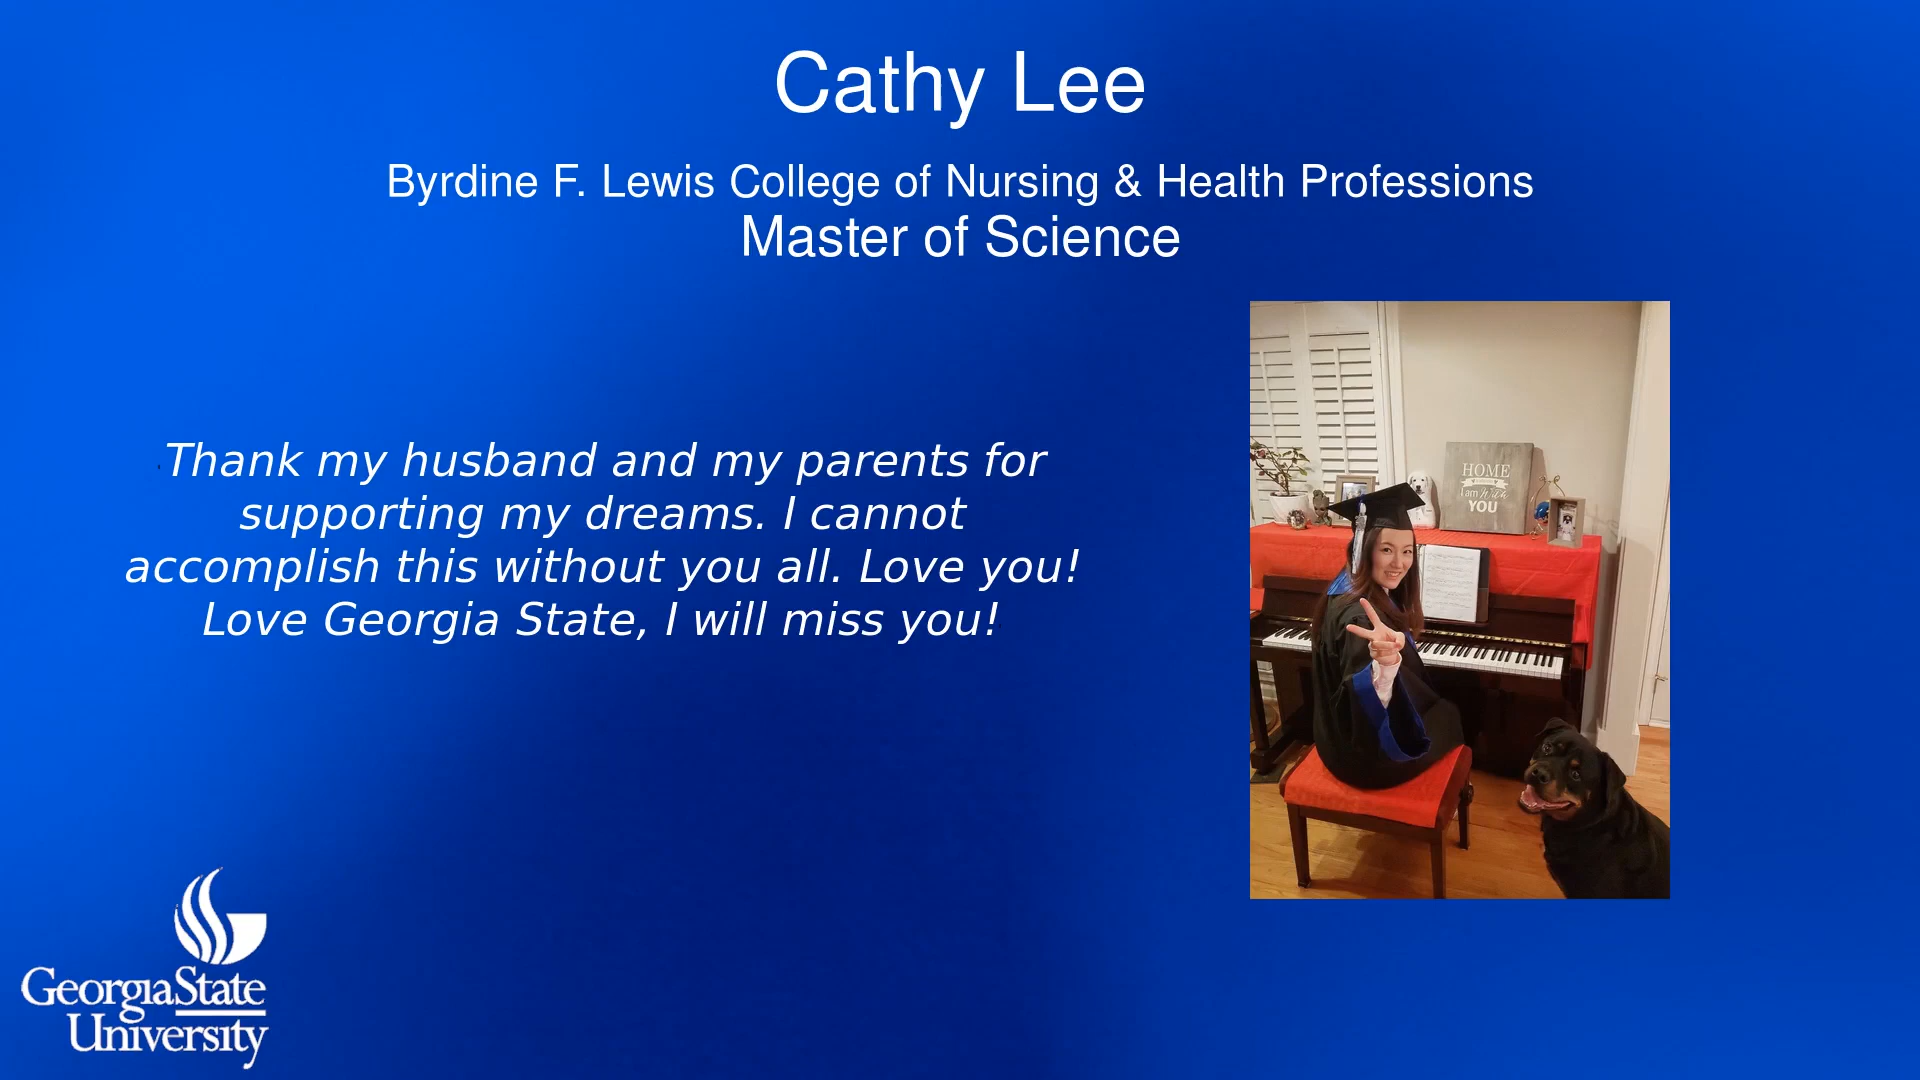 Cathy Lee
Byrdine F. Lewis College of Nursing & Health Professions
Master of Science
Thank my husband and my parents for
supporting my dreams. I cannot
accomplish this without you all. Love you!
Love Georgia State, I will miss you!
HOME
I am With
YOU
GeorgiaState
University